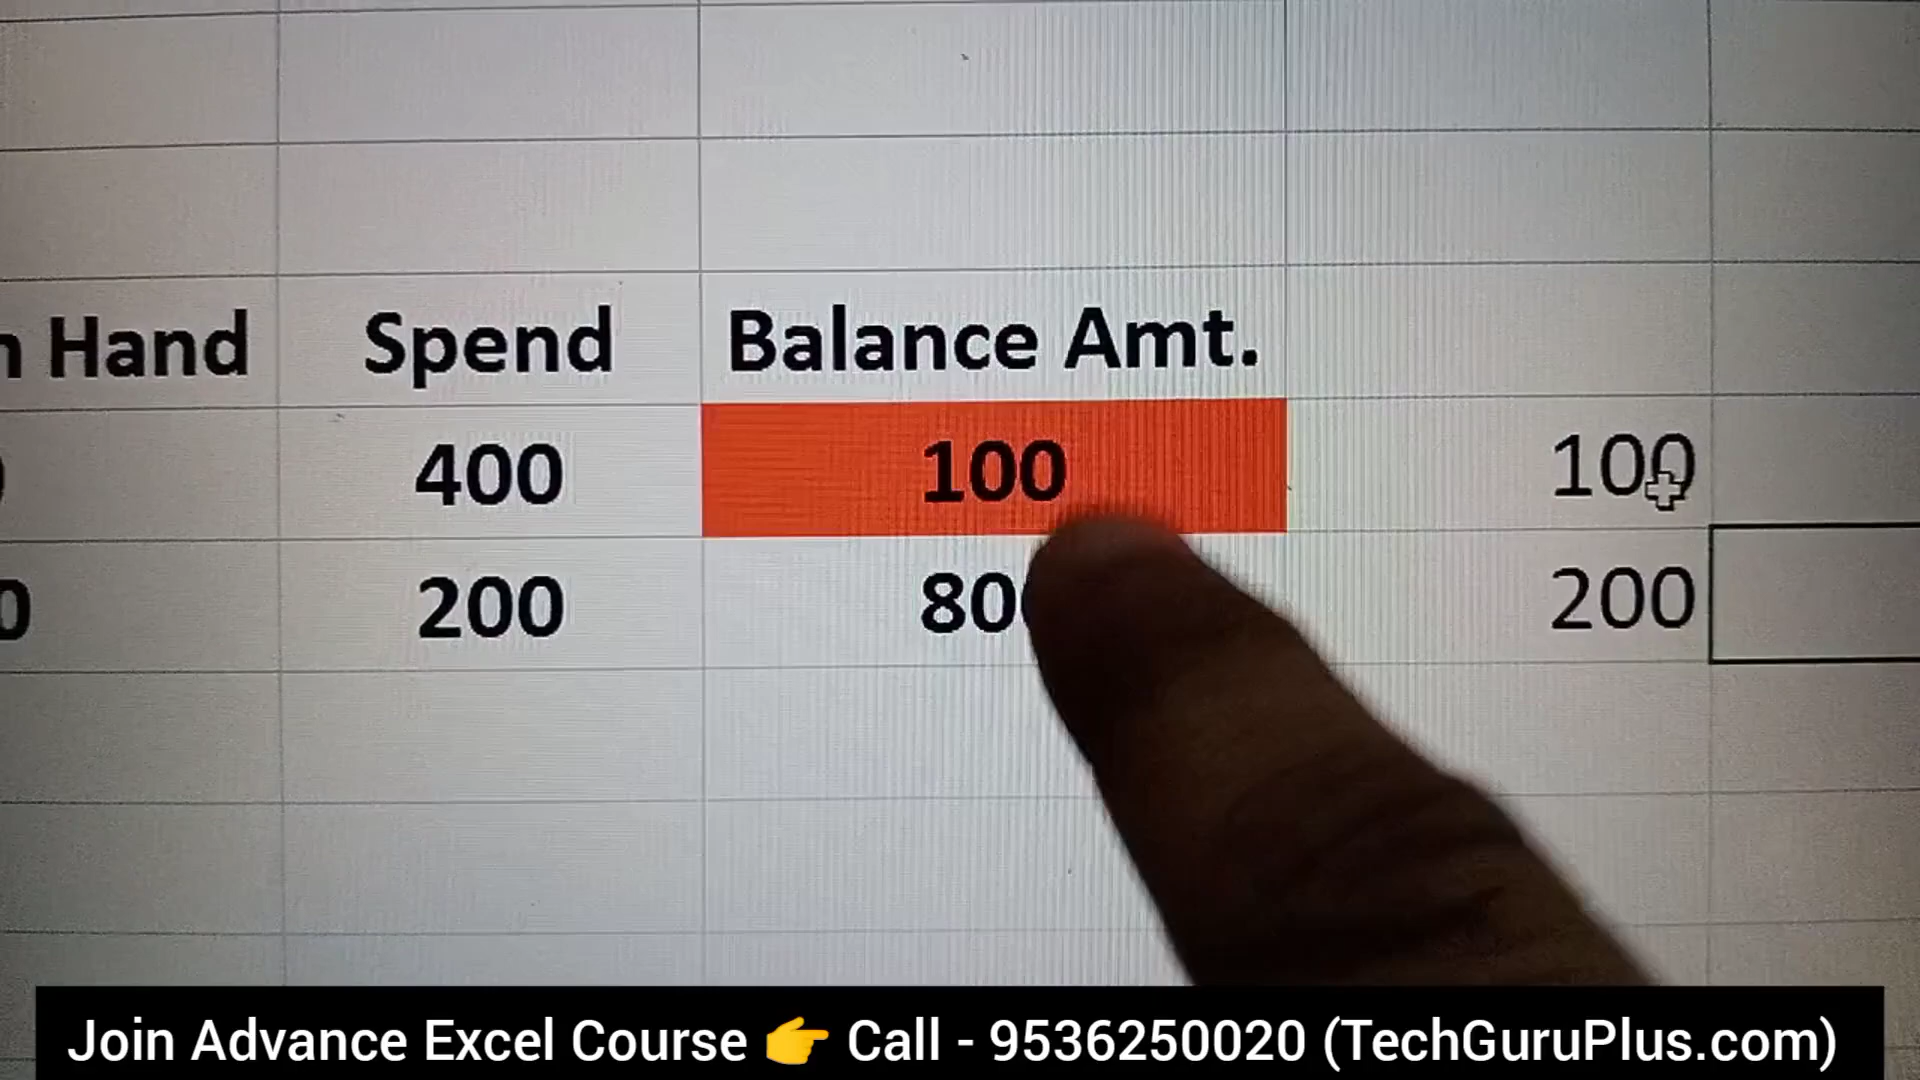 Hand Spend Balance Amt.
400 100 100
200 200
Join Advance Excel Course 👉 Call - 9536250020 (TechGuruPlus.com)